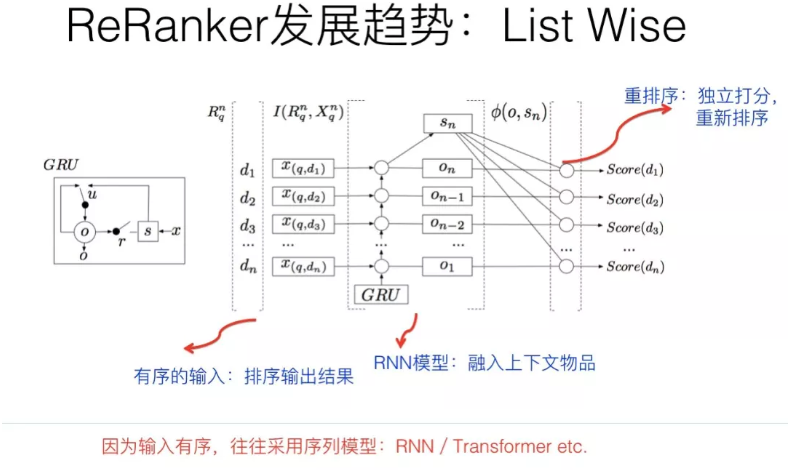 ReRanker发展趋势：List Wise
重排序：独立打分，
重新排序
R_q^n
I(R_q^n, X_q^n)
s_n
ϕ(o, s_n)
GRU
u
o
r
s
x
o
d_1 x_(q,d_1) o_n Score(d_1)
d_2 x_(q,d_2) o_{n-1} Score(d_2)
d_3 x_(q,d_3) o_{n-2} Score(d_3)
... ... ... ... ... ...
d_n x_(q,d_n) o_1 Score(d_n)
GRU
有序的输入：排序输出结果
RNN模型：融入上下文物品
因为输入有序，往往采用序列模型：RNN / Transformer etc.